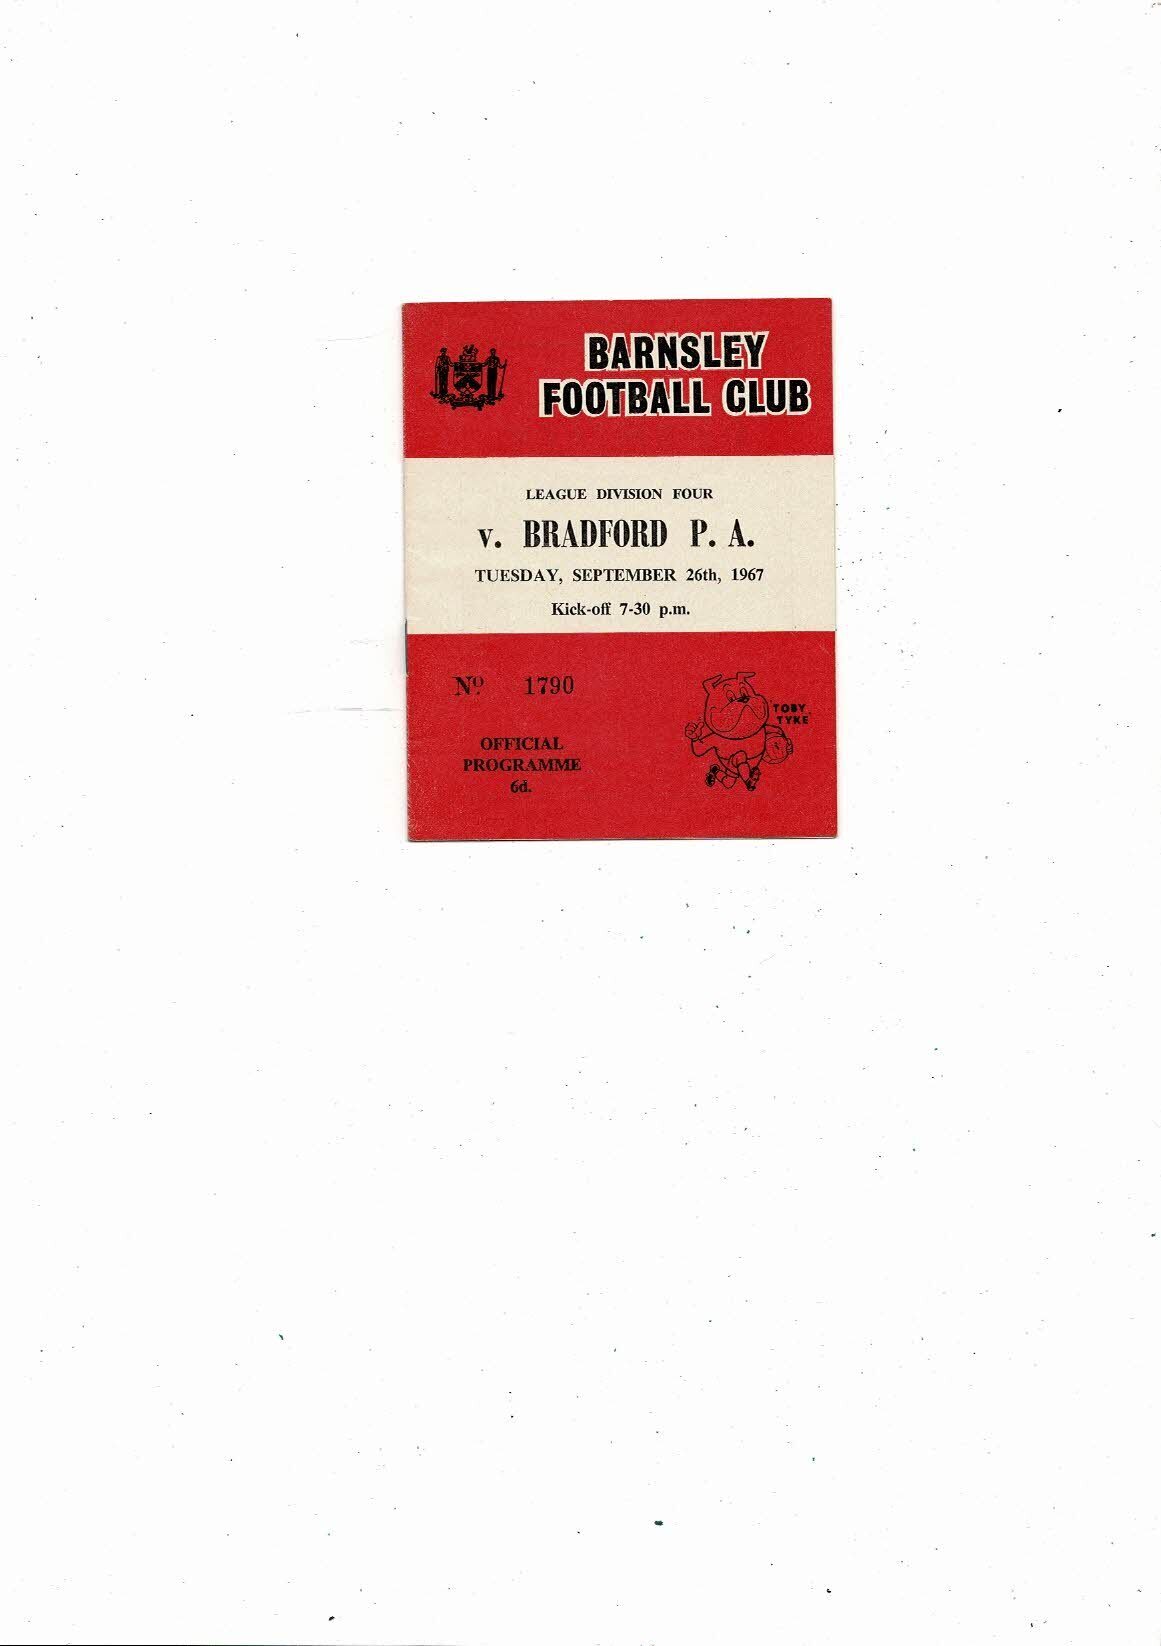 BARNSLEY
FOOTBALL CLUB
LEAGUE DIVISION FOUR
v. BRADFORD P. A.
TUESDAY, SEPTEMBER 26th, 1967
Kick-off 7-30 p.m.
No. 1790
TOBY
TYKE
OFFICIAL
PROGRAMME
6d.